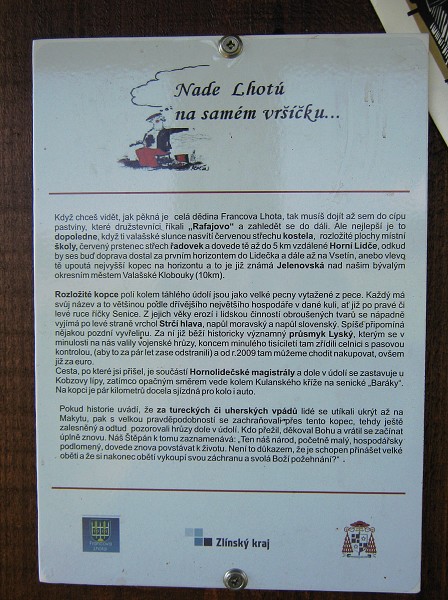 Nade Lhotú
na samém vršíčku...
Když chceš vidět, jak pěkná je celá dědina Francova Lhota, tak musíš dojít až sem do cípu
pastviny, které družstevníci, říkali „Rafajovo" a zahledět se do dáli. Ale nejlepší je to
dopoledne, když ti valašské slunce nasvítí červenou střechu kostela, rozložité plochy místní
školy, červený prstenec střech řadovek a dovede tě až do 5 km vzdálené Horní Lidče, odkud
by ses buď doprava dostal za prvním horizontem do Lidečka a dále až na Vsetín, anebo vlevo
tě upoutá nejvyšší kopec na horizontu a to je již známá Jelenovská nad našim bývalým
okresním městem Valašské Klobouky (10km).
Rozložité kopce polí kolem táhlého údolí jsou jako velké pecny vytažené z pece. Každý má
svůj název a to většinou podle dřívějšího největšího hospodáře v dané kuli, ať již po pravé či
levé ruce říčky Senice. Z jejich věky erozí i lidskou činností zaoblených tvarů se nápadně
vyjímá po levé straně vrchol Strčí hlava, napůl moravský a napůl slovenský. Spíše připomíná
nějakou pozdní vyvřelinu. Za ní již běží historicky významný průsmyk Lyský, kterým se v
minulosti na nás valily vojenské hrůzy, koncem minulého tisíciletí tam zřídili celnici s pasovou
kontrolou, (aby to za pár let zase odstranili) a od r.2009 tam můžeme chodit nakupovat, ovšem
již za euro.
Cesta, po které jsi přišel, je součástí Hornolidečské magistrály a dole v údolí se zastavuje u
Kobzovy lípy, zatímco opačným směrem vede kolem Kulanského kříže na senické „Baráky".
Na kopci je pár kilometrů docela sjízdná pro kolo i auto.
Pokud historie uvádí, že za tureckých či uherských vpádů lidé se utíkali ukrýt až na
Makytu, pak s velkou pravděpodobností se zachraňovali přes tento kopec, tehdy ještě
zalesněný a odtud pozorovali hrůzy dole v údolí. Kdo přežil, děkoval Bohu a vrátil se začínat
úplně znovu. Náš Štěpán k tomu zaznamenává: „Ten náš národ, početně malý, hospodářsky
podlomený, dovede znova povstávat k životu. Není to důkazem, že je schopen přinášet velké
oběti a že si nakonec obětí vykoupí svou záchranu a svolá Boží požehnání?" .
Zlínský kraj